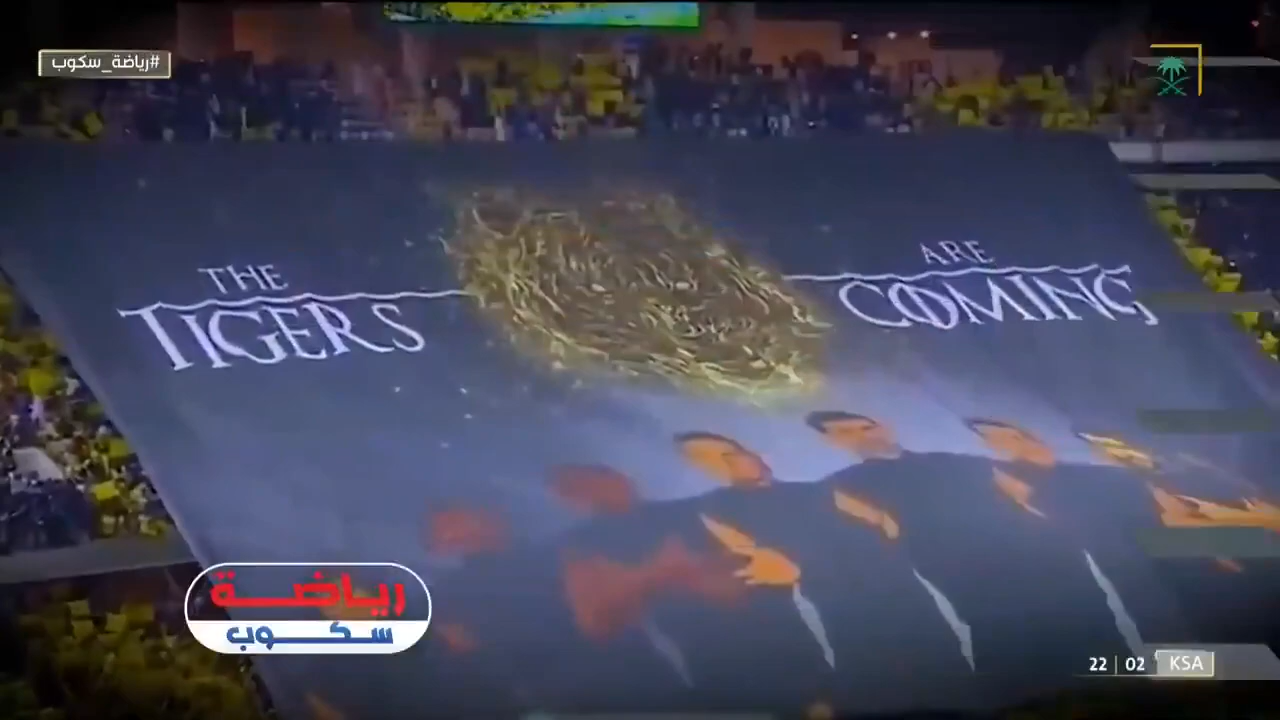 #رياضة_سكوب
THE
TIGERS
ARE
COMING
رياضة
سكوب
22 | 02 KSA